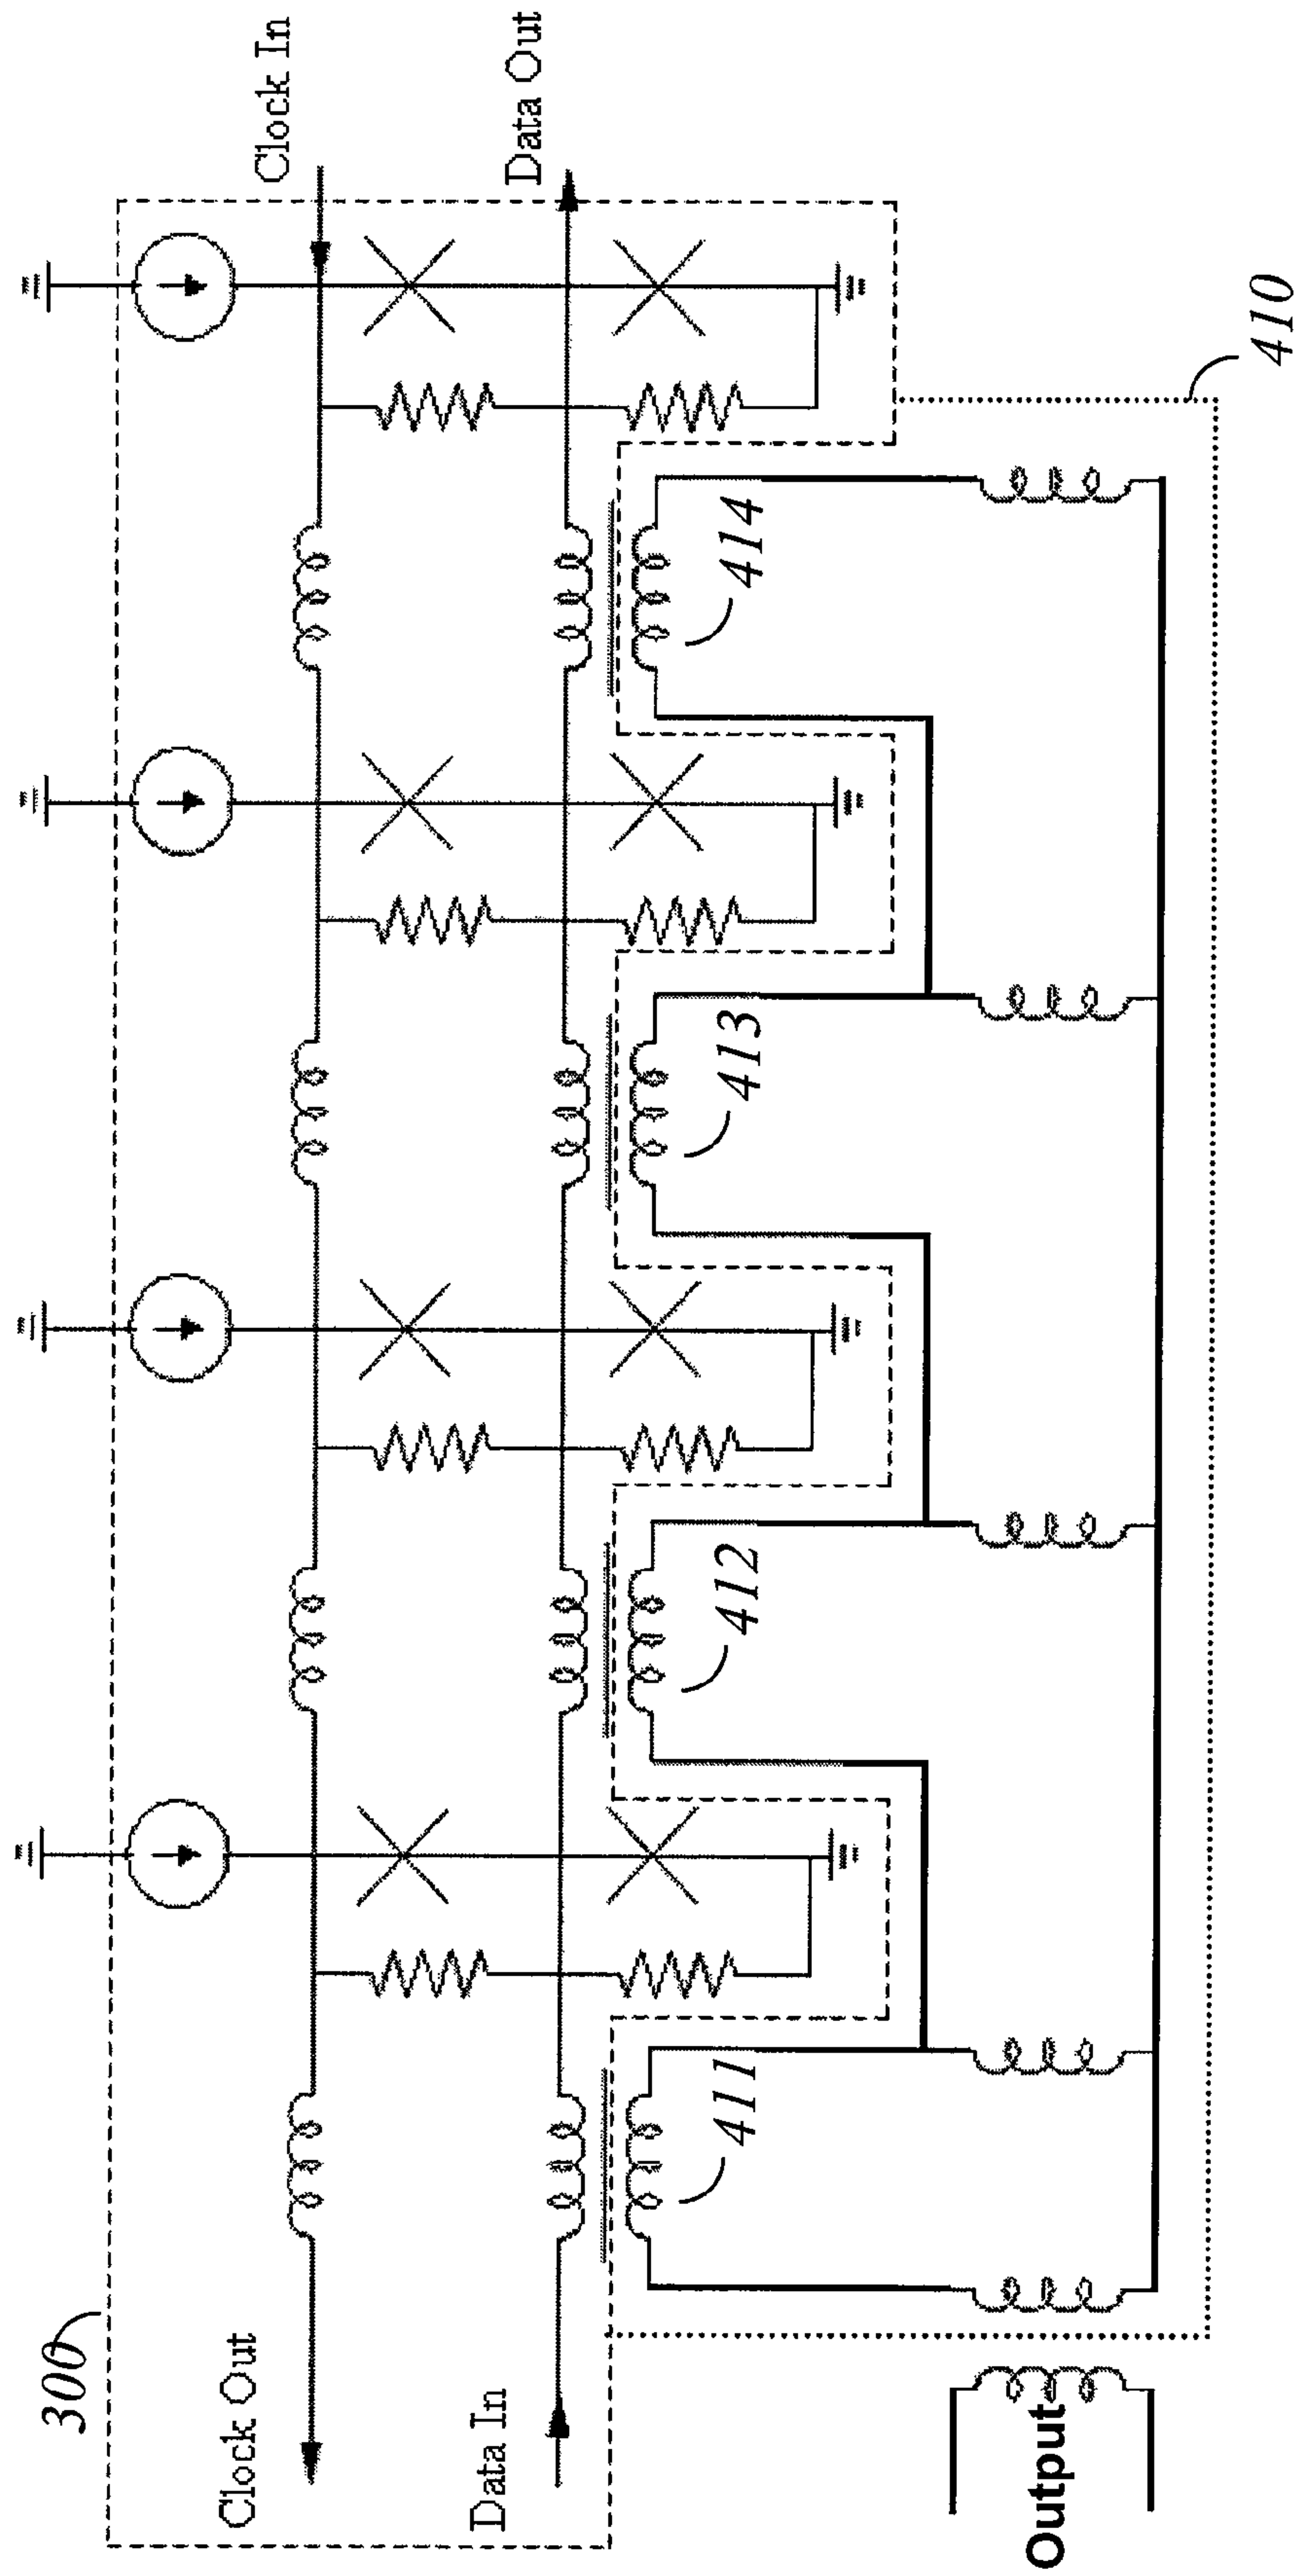 300
Clock Out
Clock In
Data In
Data Out
411
412
413
414
Output
410